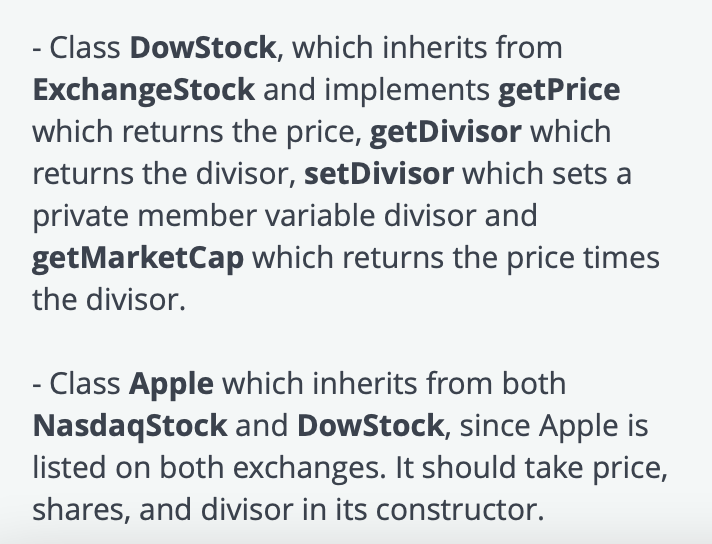 - Class DowStock, which inherits from
ExchangeStock and implements getPrice
which returns the price, getDivisor which
returns the divisor, setDivisor which sets a
private member variable divisor and
getMarketCap which returns the price times
the divisor.
- Class Apple which inherits from both
NasdaqStock and DowStock, since Apple is
listed on both exchanges. It should take price,
shares, and divisor in its constructor.